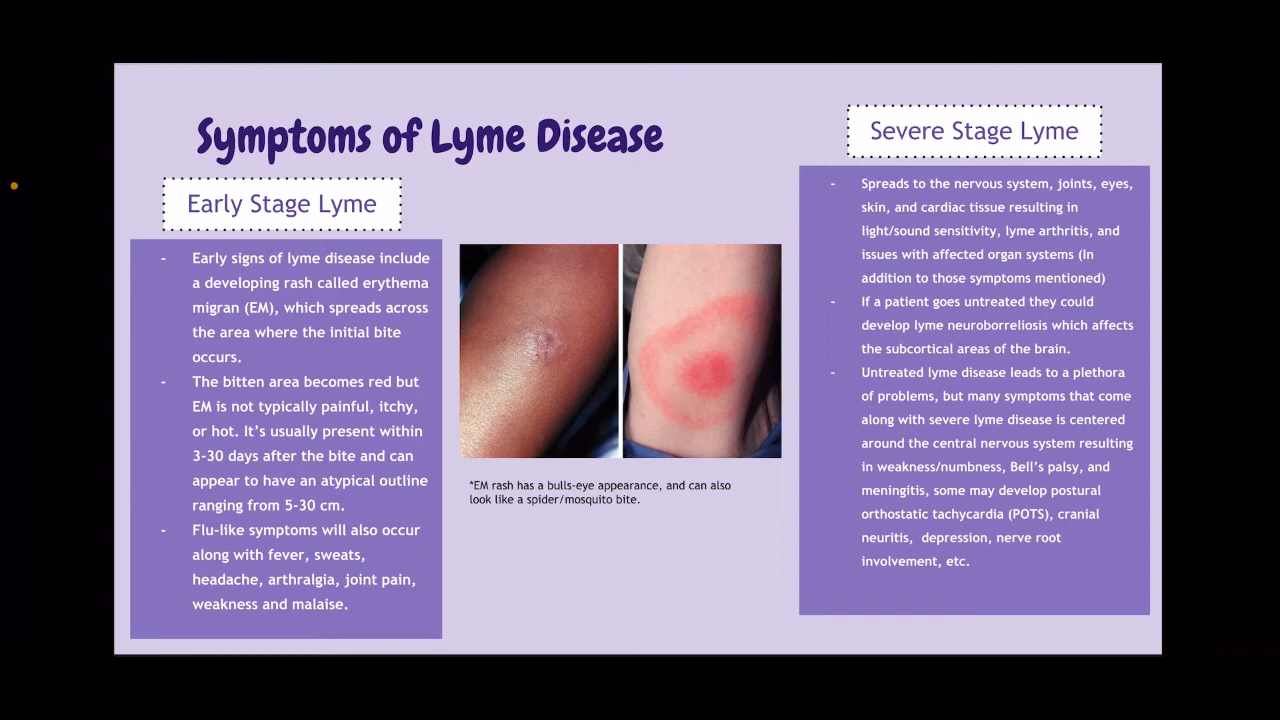 Symptoms of Lyme Disease
Early Stage Lyme
- Early signs of lyme disease include
a developing rash called erythema
migran (EM), which spreads across
the area where the initial bite
occurs.
- The bitten area becomes red but
EM is not typically painful, itchy,
or hot. It’s usually present within
3-30 days after the bite and can
appear to have an atypical outline
ranging from 5-30 cm.
- Flu-like symptoms will also occur
along with fever, sweats,
headache, arthralgia, joint pain,
weakness and malaise.
*EM rash has a bulls-eye appearance, and can also
look like a spider/mosquito bite.
Severe Stage Lyme
- Spreads to the nervous system, joints, eyes,
skin, and cardiac tissue resulting in
light/sound sensitivity, lyme arthritis, and
issues with affected organ systems (In
addition to those symptoms mentioned)
- If a patient goes untreated they could
develop lyme neuroborreliosis which affects
the subcortical areas of the brain.
- Untreated lyme disease leads to a plethora
of problems, but many symptoms that come
along with severe lyme disease is centered
around the central nervous system resulting
in weakness/numbness, Bell’s palsy, and
meningitis, some may develop postural
orthostatic tachycardia (POTS), cranial
neuritis,  depression, nerve root
involvement, etc.